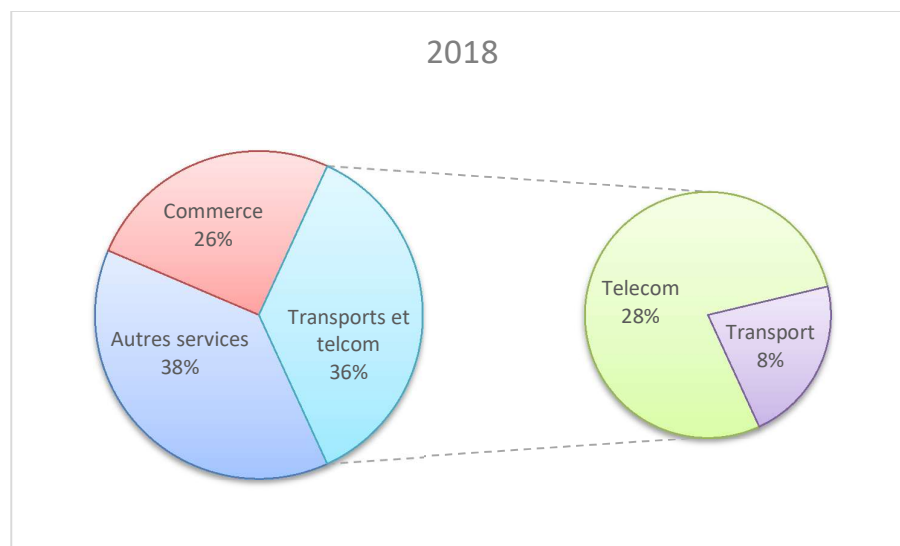 2018
Commerce
26%
Transports et
telcom
36%
Autres services
38%
Telecom
28%
Transport
8%